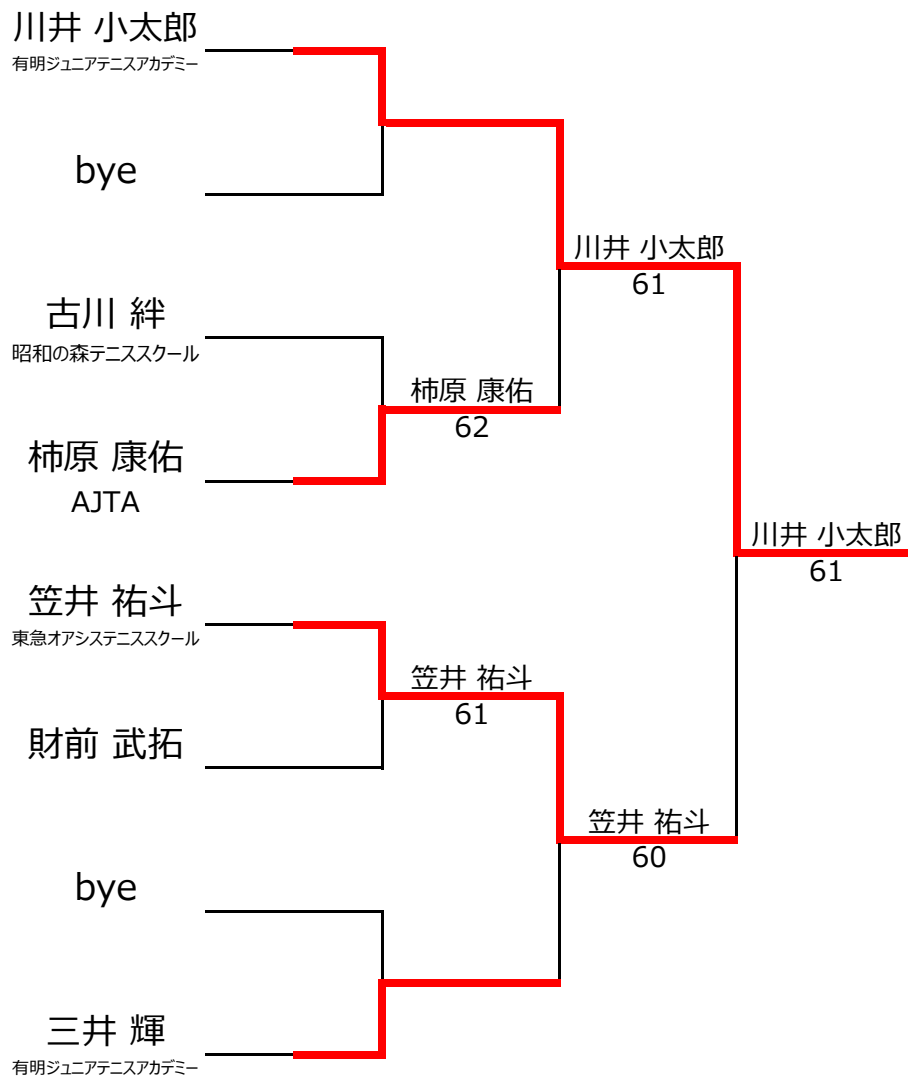 川井 小太郎
有明ジュニアテニスアカデミー
bye
川井 小太郎
61
古川 絆
昭和の森テニススクール
柿原 康佑
62
柿原 康佑
AJTA
川井 小太郎
61
笠井 祐斗
東急オアシステニススクール
笠井 祐斗
61
財前 武拓
笠井 祐斗
60
bye
三井 輝
有明ジュニアテニスアカデミー